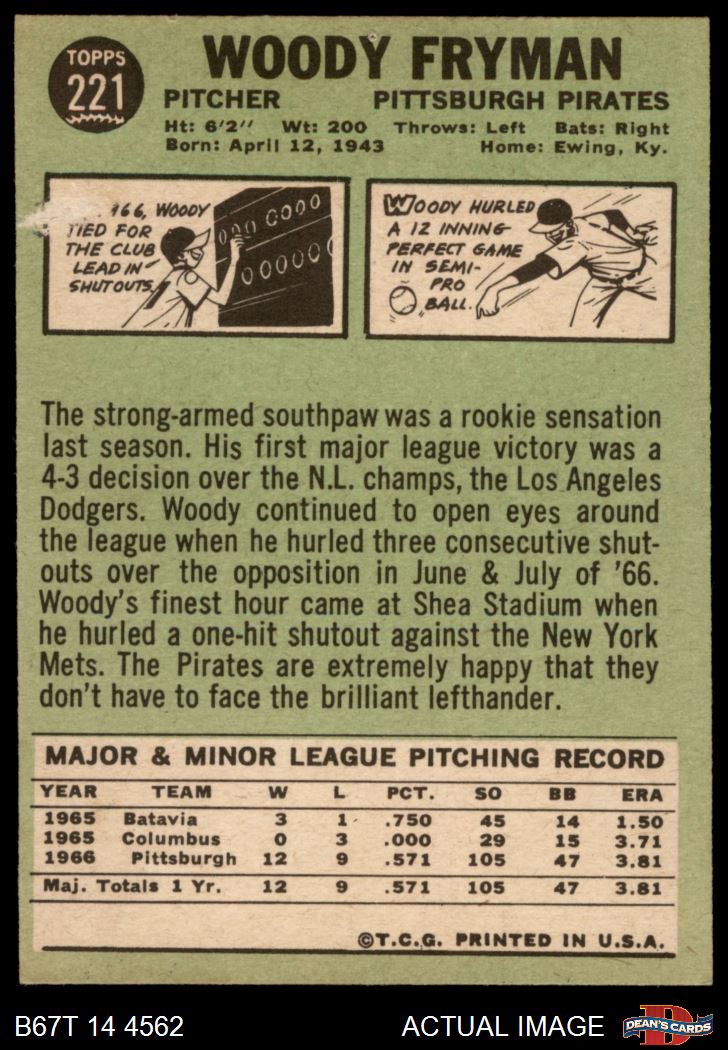 TOPPS
221
WOODY FRYMAN
PITCHER PITTSBURGH PIRATES
Ht: 6'2" Wt: 200 Throws: Left Bats: Right
Born: April 12, 1943 Home: Ewing, Ky.
'66, WOODY
TIED FOR
THE CLUB
LEAD IN
SHUTOUTS.
WOODY HURLED
A 12 INNING
PERFECT GAME
IN SEMI-
PRO
BALL.
The strong-armed southpaw was a rookie sensation
last season. His first major league victory was a
4-3 decision over the N.L. champs, the Los Angeles
Dodgers. Woody continued to open eyes around
the league when he hurled three consecutive shut-
outs over the opposition in June & July of '66.
Woody's finest hour came at Shea Stadium when
he hurled a one-hit shutout against the New York
Mets. The Pirates are extremely happy that they
don't have to face the brilliant lefthander.
MAJOR & MINOR LEAGUE PITCHING RECORD
YEAR TEAM W L PCT. SO BB ERA
1965 Batavia 3 1 .750 45 14 1.50
1965 Columbus 0 3 .000 29 15 3.71
1966 Pittsburgh 12 9 .571 105 47 3.81
Maj. Totals 1 Yr. 12 9 .571 105 47 3.81
©T.C.G. PRINTED IN U.S.A.
B67T 14 4562 ACTUAL IMAGE DEAN'S CARDS